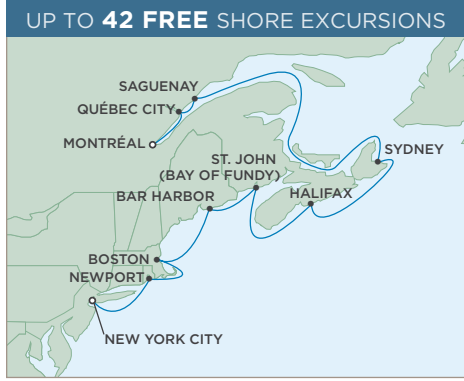 UP TO 42 FREE SHORE EXCURSIONS
SAGUENAY
QUÉBEC CITY
MONTRÉAL
ST. JOHN
(BAY OF FUNDY)
SYDNEY
BAR HARBOR
HALIFAX
BOSTON
NEWPORT
NEW YORK CITY